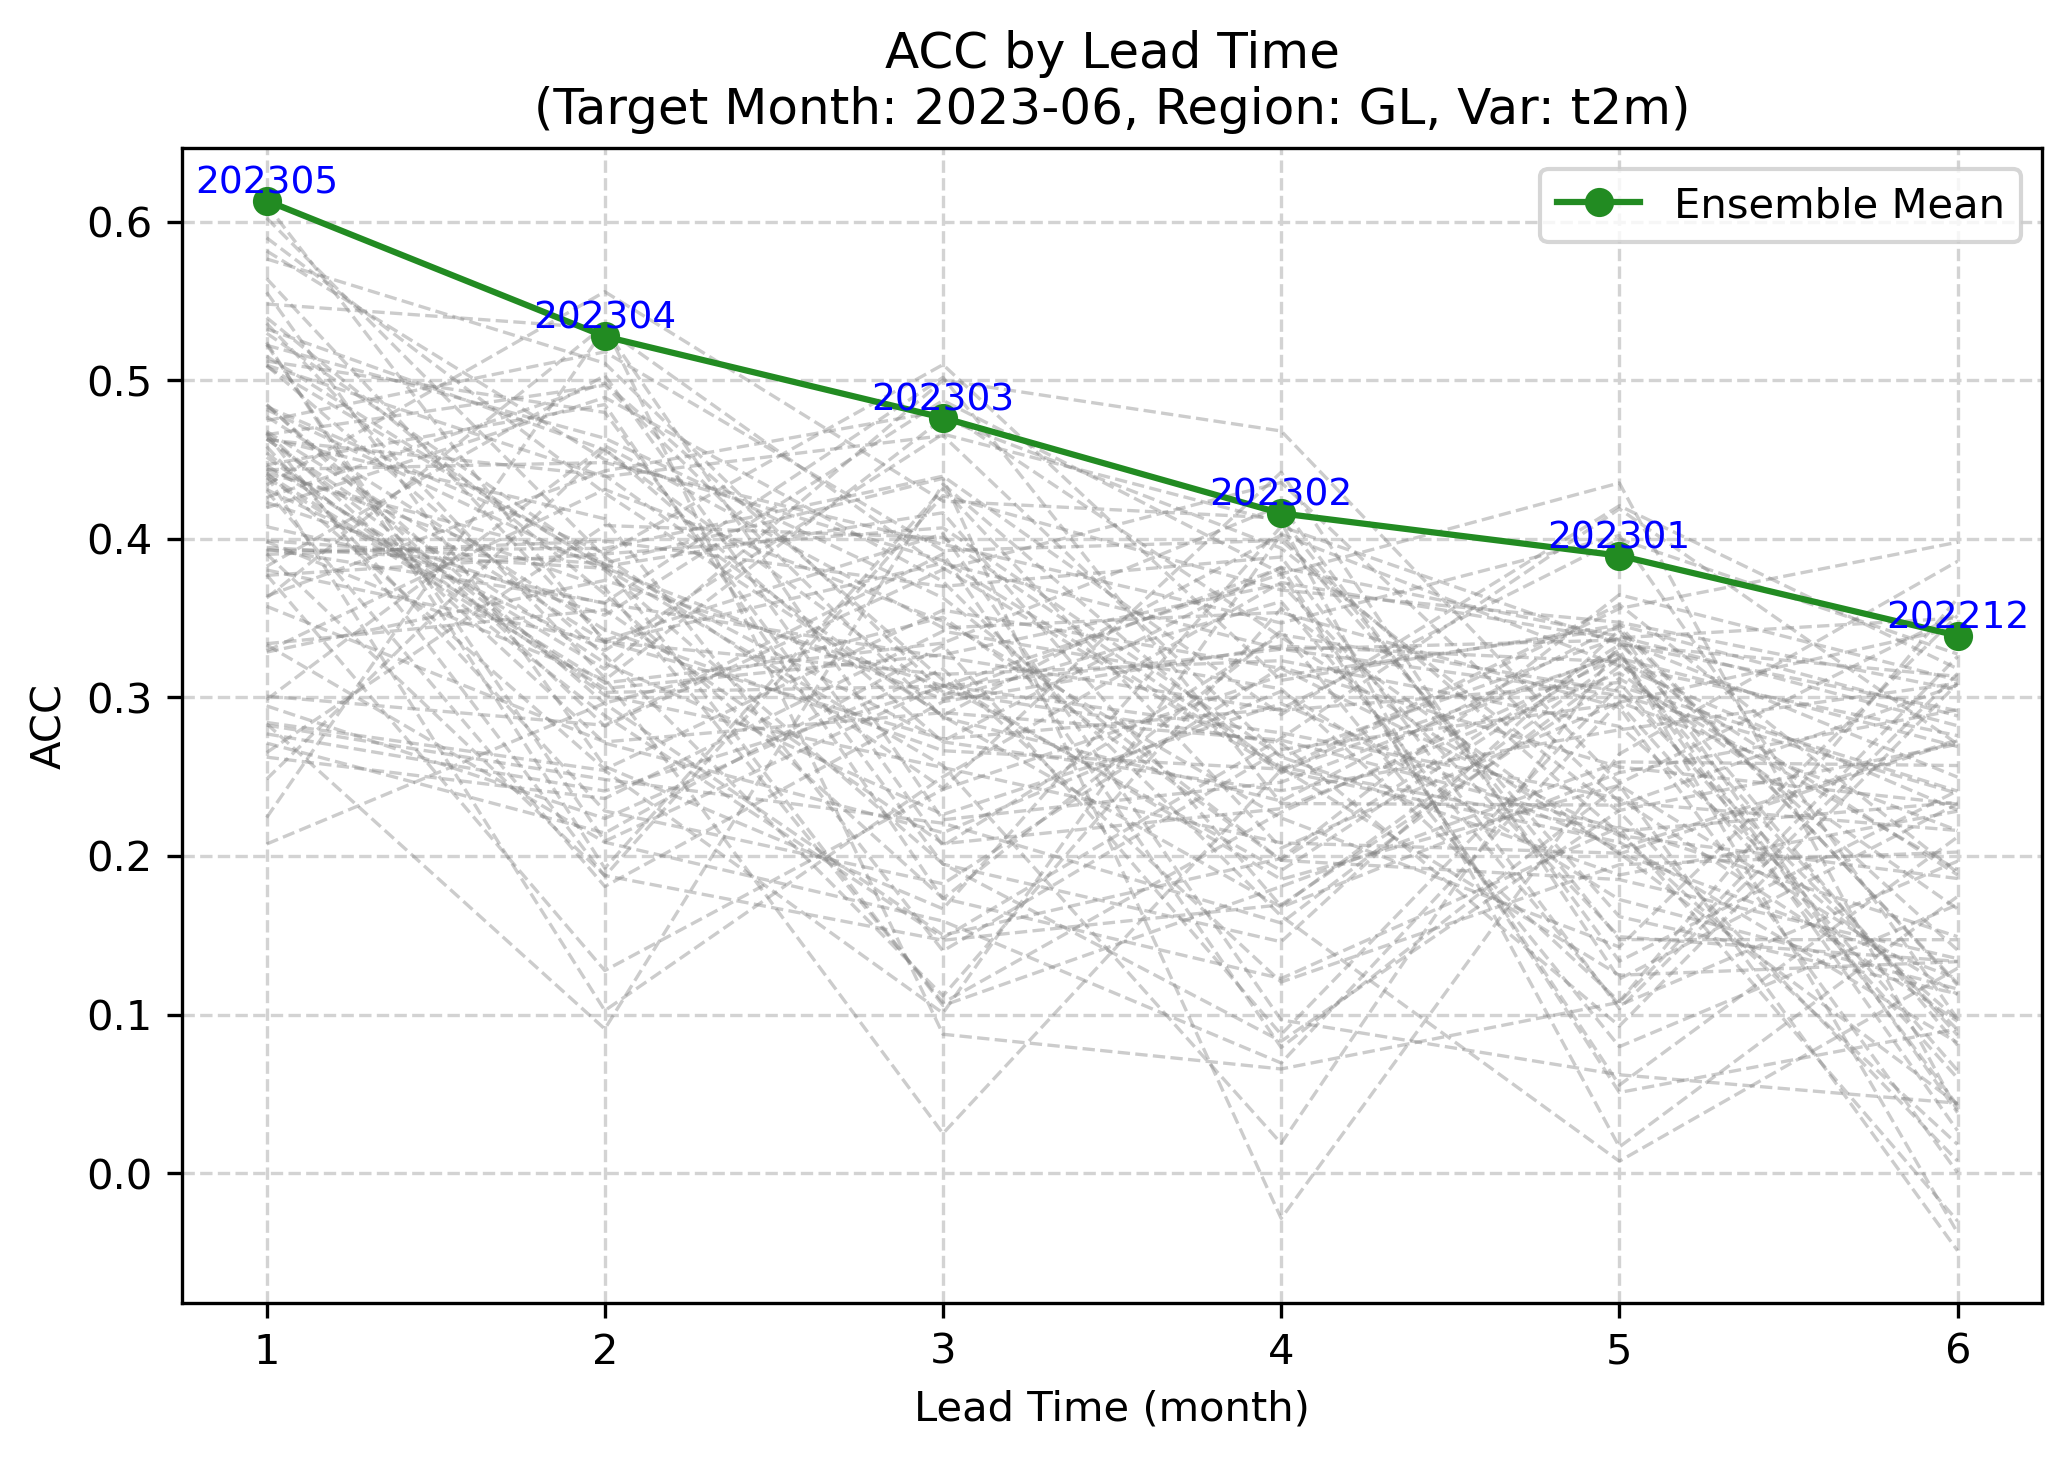 ACC by Lead Time
(Target Month: 2023-06, Region: GL, Var: t2m)
Ensemble Mean
202305
202304
202303
202302
202301
202212
0.6
0.5
0.4
0.3
0.2
0.1
0.0
ACC
1 2 3 4 5 6
Lead Time (month)